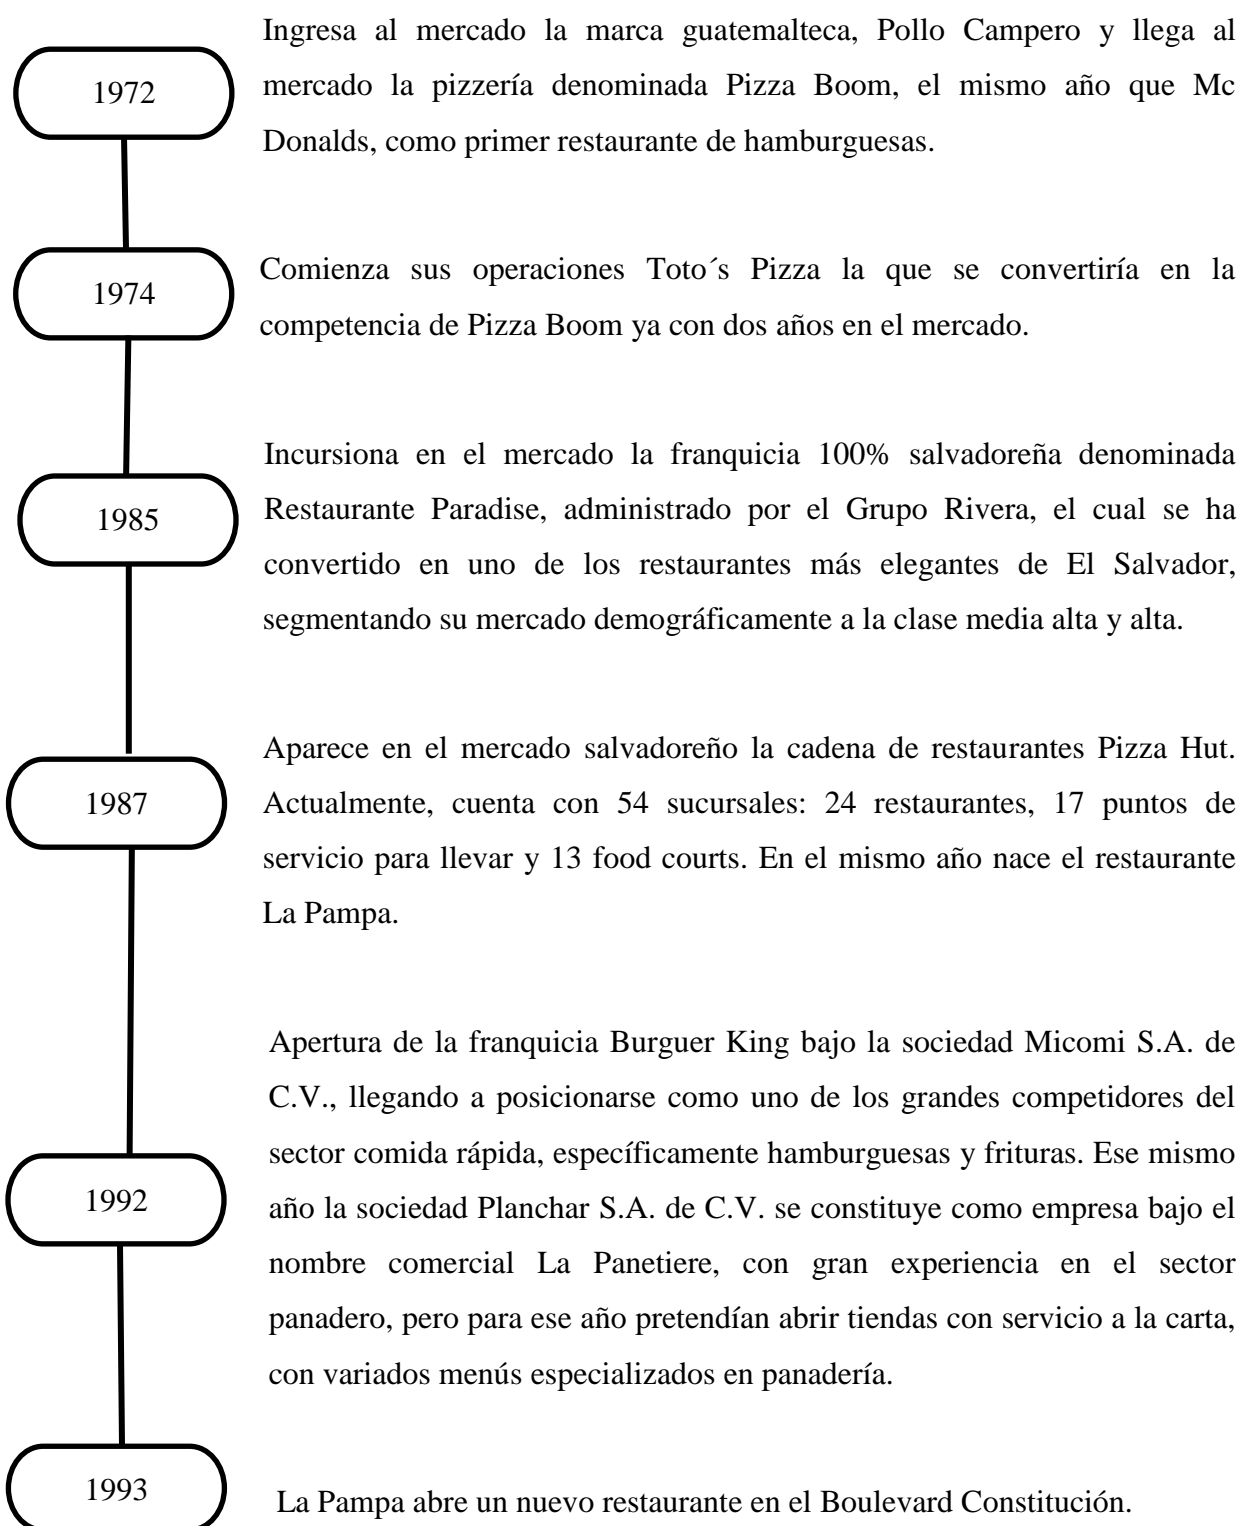 1972
Ingresa al mercado la marca guatemalteca, Pollo Campero y llega al
mercado la pizzería denominada Pizza Boom, el mismo año que Mc
Donalds, como primer restaurante de hamburguesas.
1974
Comienza sus operaciones Toto´s Pizza la que se convertiría en la
competencia de Pizza Boom ya con dos años en el mercado.
1985
Incursiona en el mercado la franquicia 100% salvadoreña denominada
Restaurante Paradise, administrado por el Grupo Rivera, el cual se ha
convertido en uno de los restaurantes más elegantes de El Salvador,
segmentando su mercado demográficamente a la clase media alta y alta.
1987
Aparece en el mercado salvadoreño la cadena de restaurantes Pizza Hut.
Actualmente, cuenta con 54 sucursales: 24 restaurantes, 17 puntos de
servicio para llevar y 13 food courts. En el mismo año nace el restaurante
La Pampa.
1992
Apertura de la franquicia Burguer King bajo la sociedad Micomi S.A. de
C.V., llegando a posicionarse como uno de los grandes competidores del
sector comida rápida, específicamente hamburguesas y frituras. Ese mismo
año la sociedad Planchar S.A. de C.V. se constituye como empresa bajo el
nombre comercial La Panetiere, con gran experiencia en el sector
panadero, pero para ese año pretendían abrir tiendas con servicio a la carta,
con variados menús especializados en panadería.
1993
La Pampa abre un nuevo restaurante en el Boulevard Constitución.